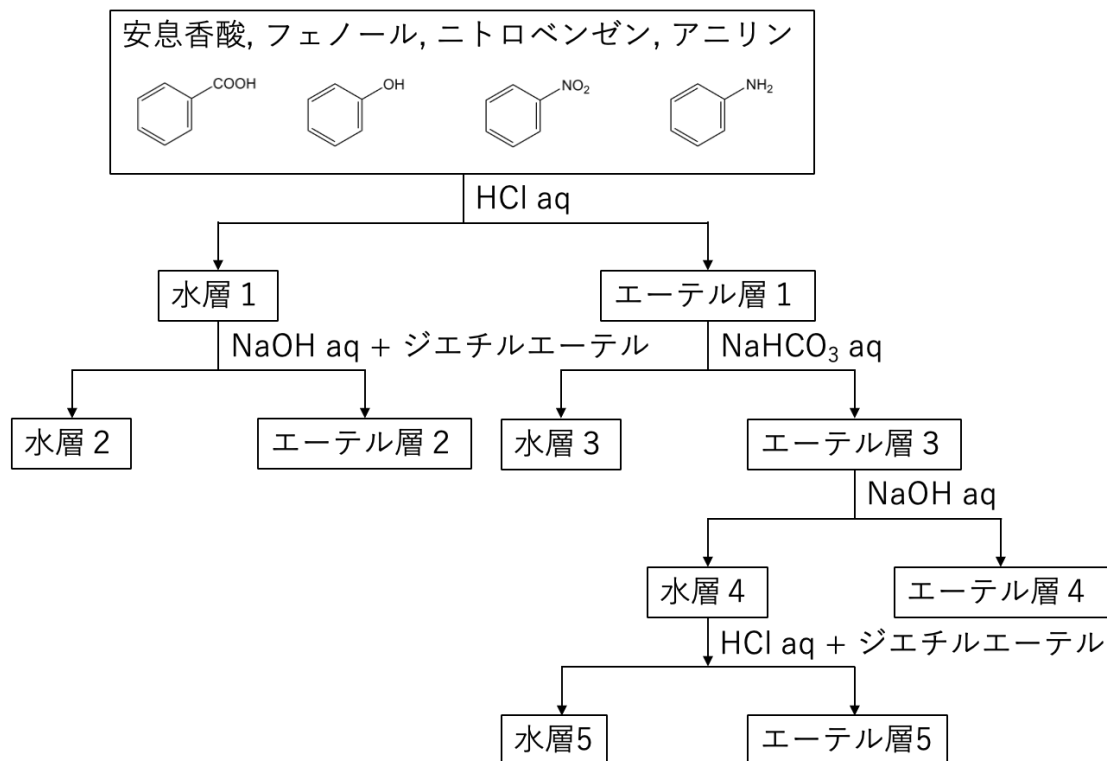 安息香酸, フェノール, ニトロベンゼン, アニリン
COOH
OH
NO₂
NH₂
HCl aq
水層 1
エーテル層 1
NaOH aq + ジエチルエーテル
NaHCO₃ aq
水層 2
エーテル層 2
水層 3
エーテル層 3
NaOH aq
水層 4
エーテル層 4
HCl aq + ジエチルエーテル
水層5
エーテル層5